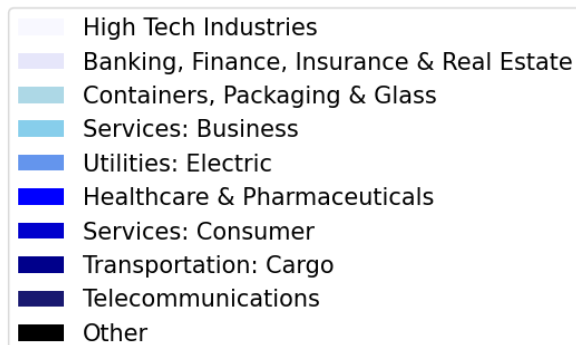 High Tech Industries
Banking, Finance, Insurance & Real Estate
Containers, Packaging & Glass
Services: Business
Utilities: Electric
Healthcare & Pharmaceuticals
Services: Consumer
Transportation: Cargo
Telecommunications
Other